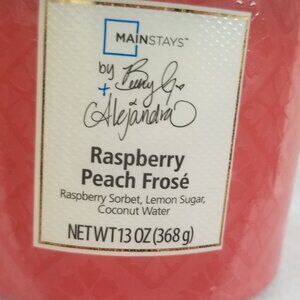 MAINSTAYS™
by Becky G
+ Alejandra
Raspberry
Peach Frosé
Raspberry Sorbet, Lemon Sugar,
Coconut Water
NET WT 13 OZ (368 g)